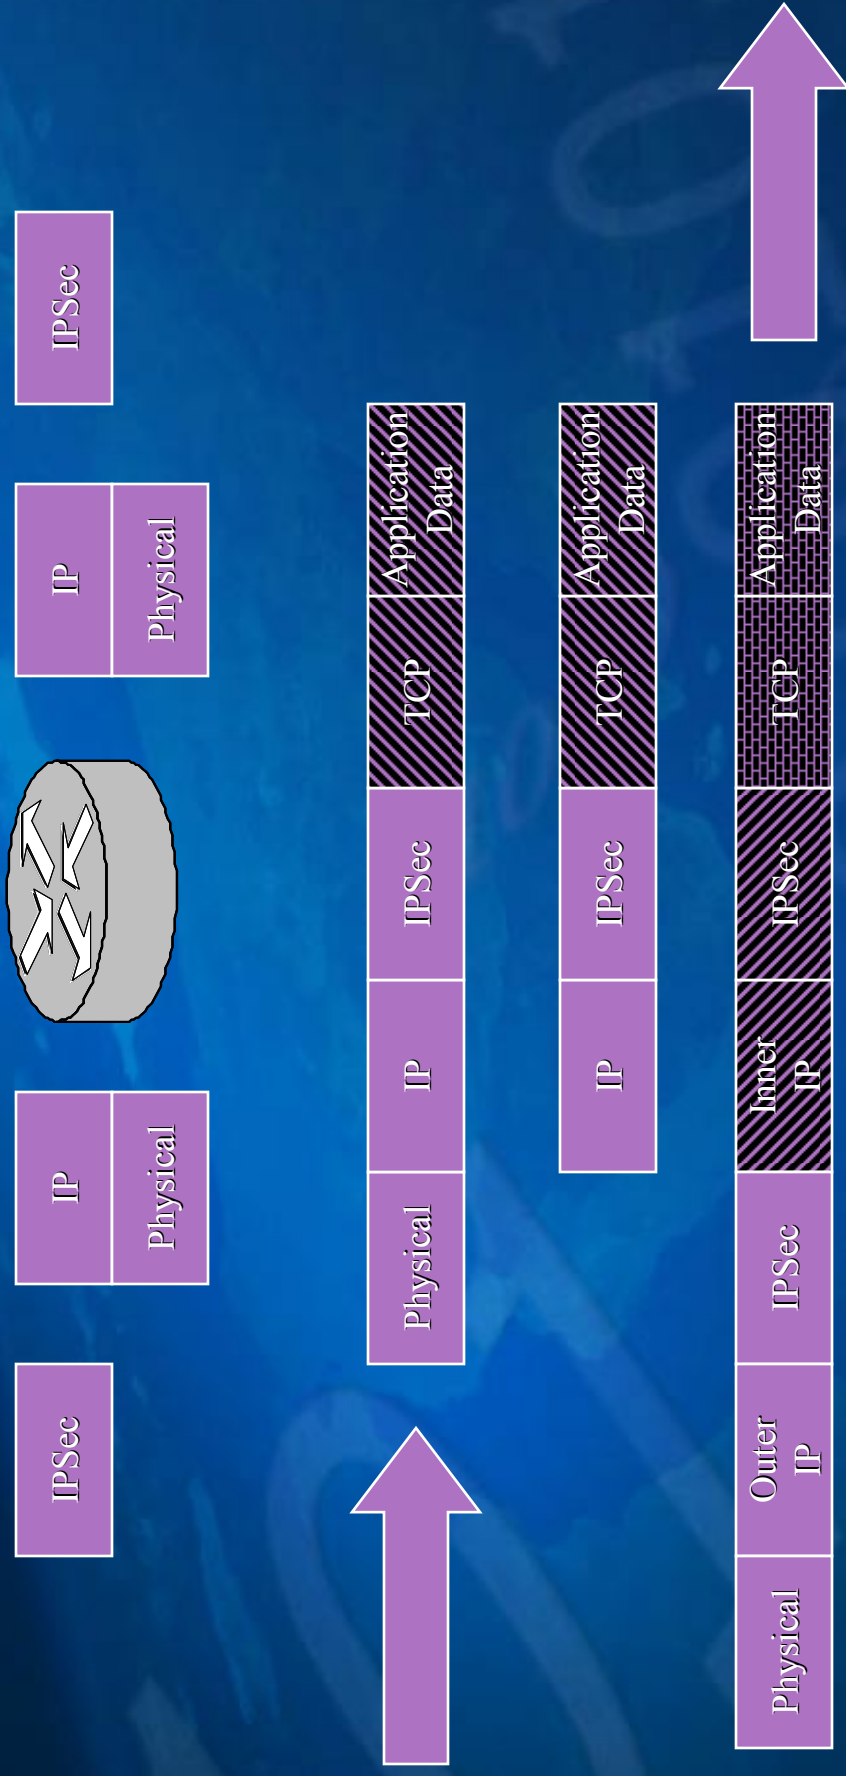 IPSec
IP
IP
IPSec
Physical
Physical
Physical
IP
IPSec
TCP
Application
Data
IP
IPSec
TCP
Application
Data
Physical
Outer
IP
IPSec
Inner
IP
IPSec
TCP
Application
Data